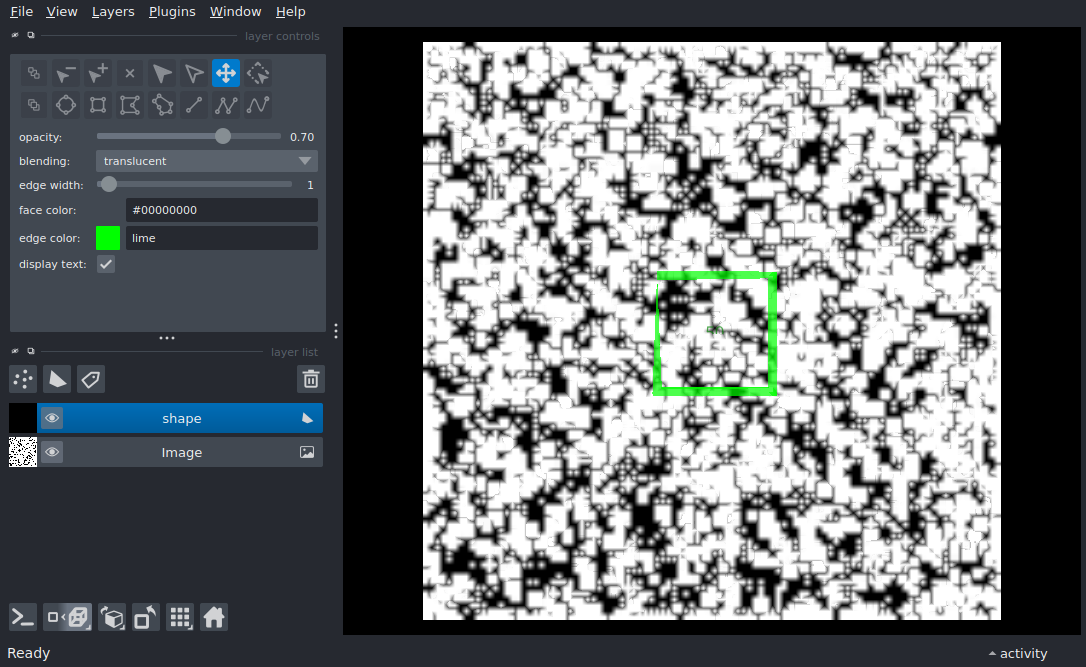 File View Layers Plugins Window Help
layer controls
opacity: 0.70
blending: translucent
edge width: 1
face color: #00000000
edge color: lime
display text:
layer list
shape
Image
Ready
activity